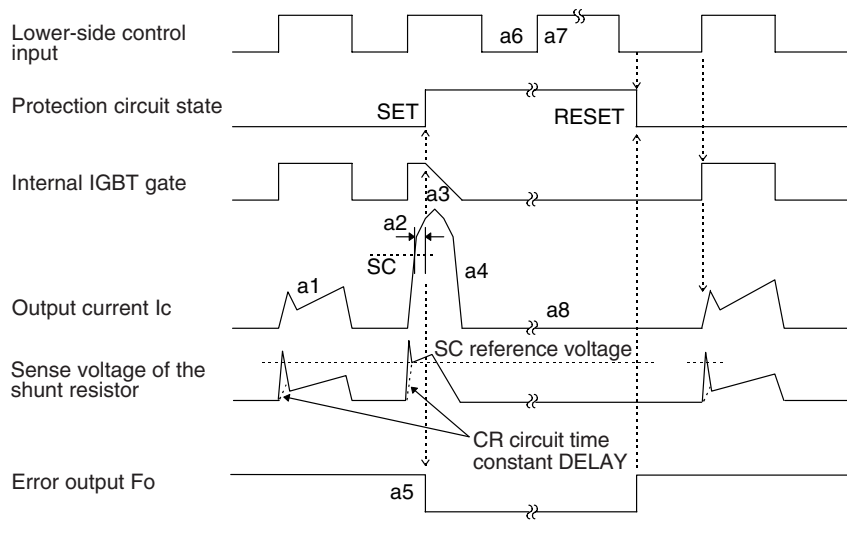 Lower-side control
input
a6
a7
Protection circuit state
SET
RESET
Internal IGBT gate
a3
a2
SC
a4
a1
Output current Ic
a8
SC reference voltage
Sense voltage of the
shunt resistor
CR circuit time
constant DELAY
Error output Fo
a5